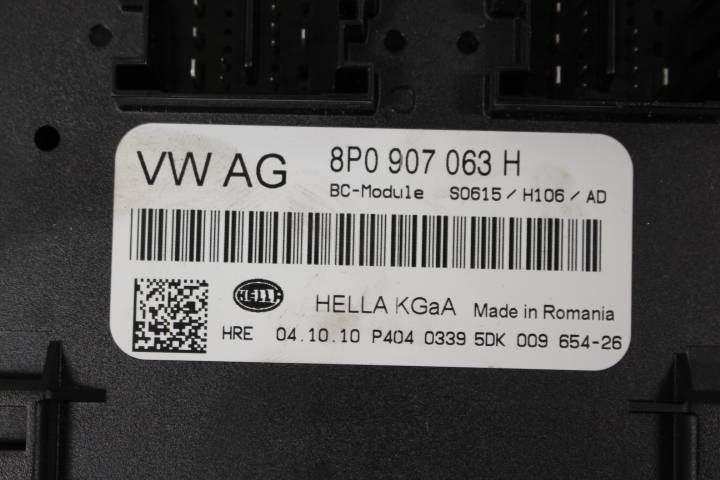 VW AG 8P0 907 063 H
BC-Module S0615 / H106 / AD
HELLA HELLA KGaA Made in Romania
HRE 04.10.10 P404 0339 5DK 009 654-26